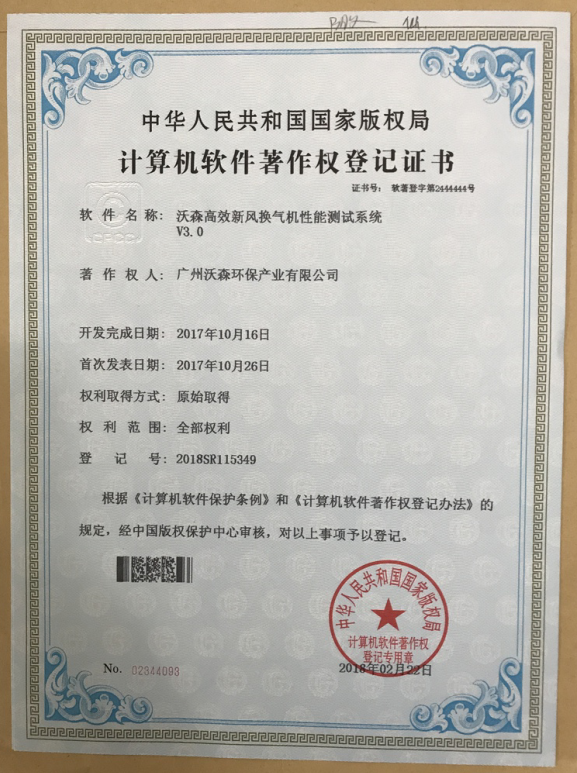 中华人民共和国国家版权局
计算机软件著作权登记证书
证书号： 软著登字第2444444号
软件名称： 沃森高效新风换气机性能测试系统
V3.0
著作权人： 广州沃森环保产业有限公司
开发完成日期： 2017年10月16日
首次发表日期： 2017年10月26日
权利取得方式： 原始取得
权利范围： 全部权利
登记号： 2018SR115349
根据《计算机软件保护条例》和《计算机软件著作权登记办法》的
规定，经中国版权保护中心审核，对以上事项予以登记。
中华人民共和国国家版权局
计算机软件著作权
登记专用章
No. 02344093
2018年02月22日